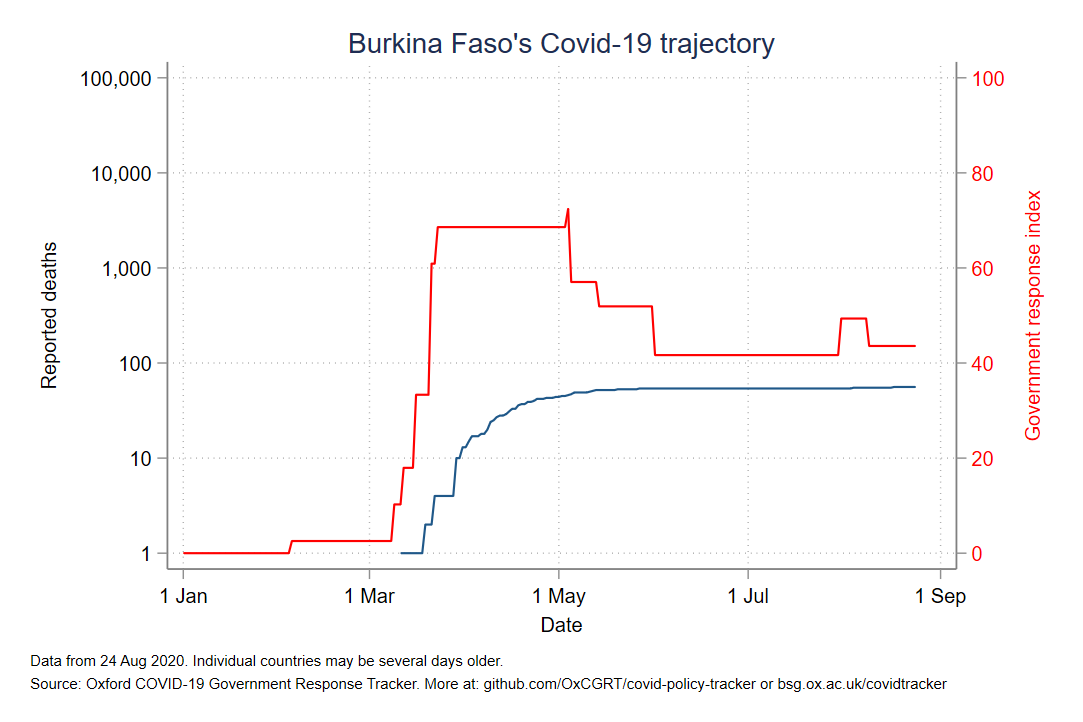 Burkina Faso's Covid-19 trajectory
100,000
10,000
1,000
100
10
1
Reported deaths
100
80
60
40
20
0
Government response index
1 Jan
1 Mar
1 May
1 Jul
1 Sep
Date
Data from 24 Aug 2020. Individual countries may be several days older.
Source: Oxford COVID-19 Government Response Tracker. More at: github.com/OxCGRT/covid-policy-tracker or bsg.ox.ac.uk/covidtracker